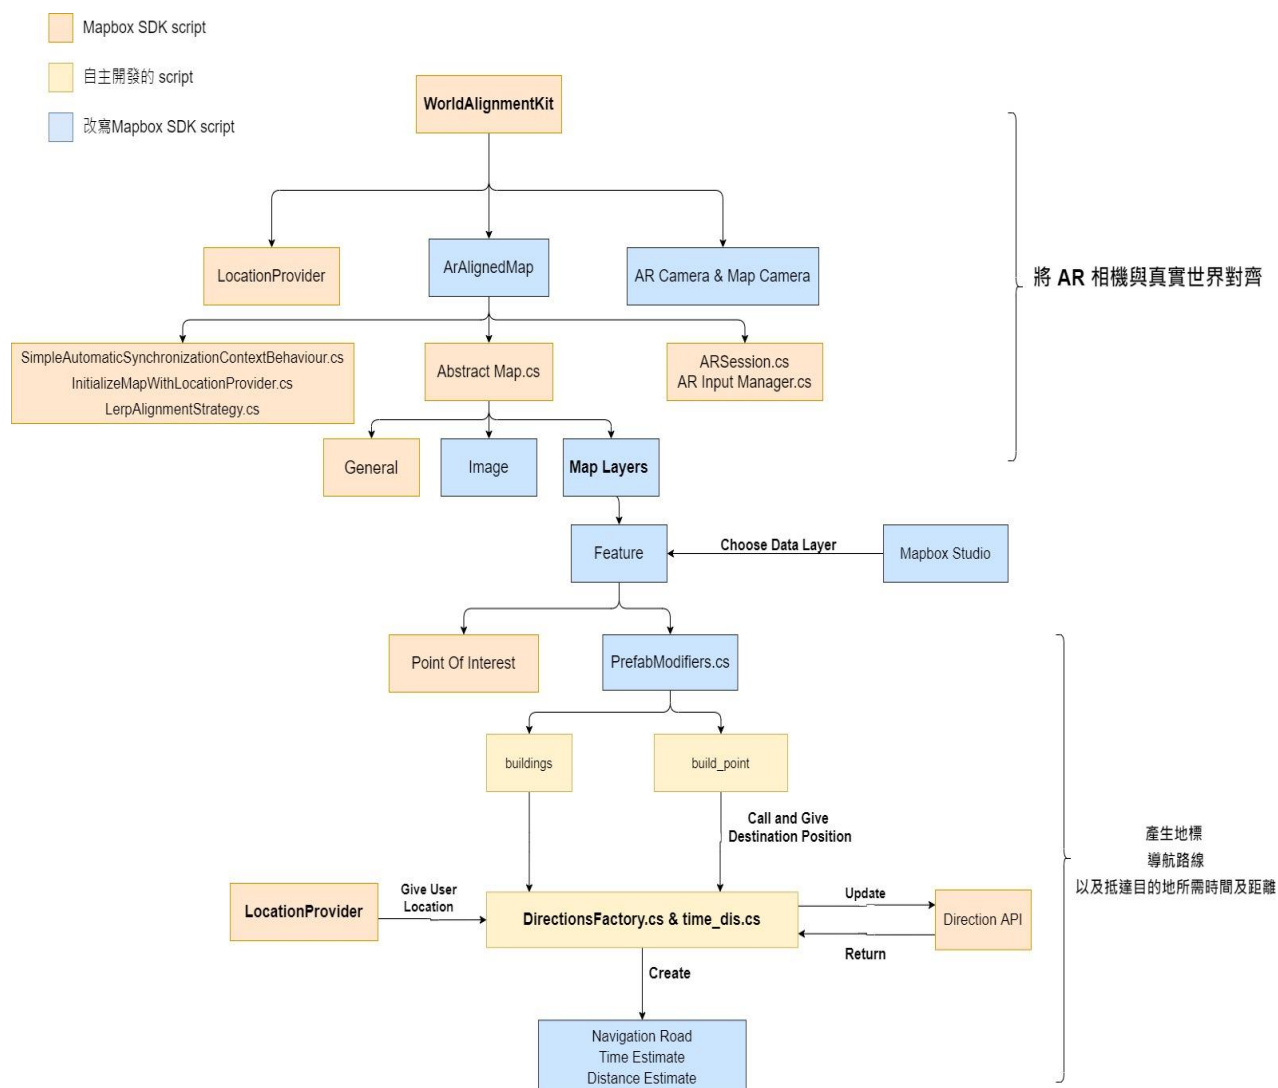 Mapbox SDK script
自主開發的 script
改寫Mapbox SDK script
WorldAlignmentKit
LocationProvider
ArAlignedMap
AR Camera & Map Camera
將 AR 相機與真實世界對齊
SimpleAutomaticSynchronizationContextBehaviour.cs
InitializeMapWithLocationProvider.cs
LerpAlignmentStrategy.cs
Abstract Map.cs
ARSession.cs
AR Input Manager.cs
General
Image
Map Layers
Feature
Choose Data Layer
Mapbox Studio
Point Of Interest
PrefabModifiers.cs
buildings
build_point
Call and Give
Destination Position
產生地標
導航路線
以及抵達目的地所需時間及距離
LocationProvider
Give User
Location
DirectionsFactory.cs & time_dis.cs
Update
Return
Direction API
Create
Navigation Road
Time Estimate
Distance Estimate